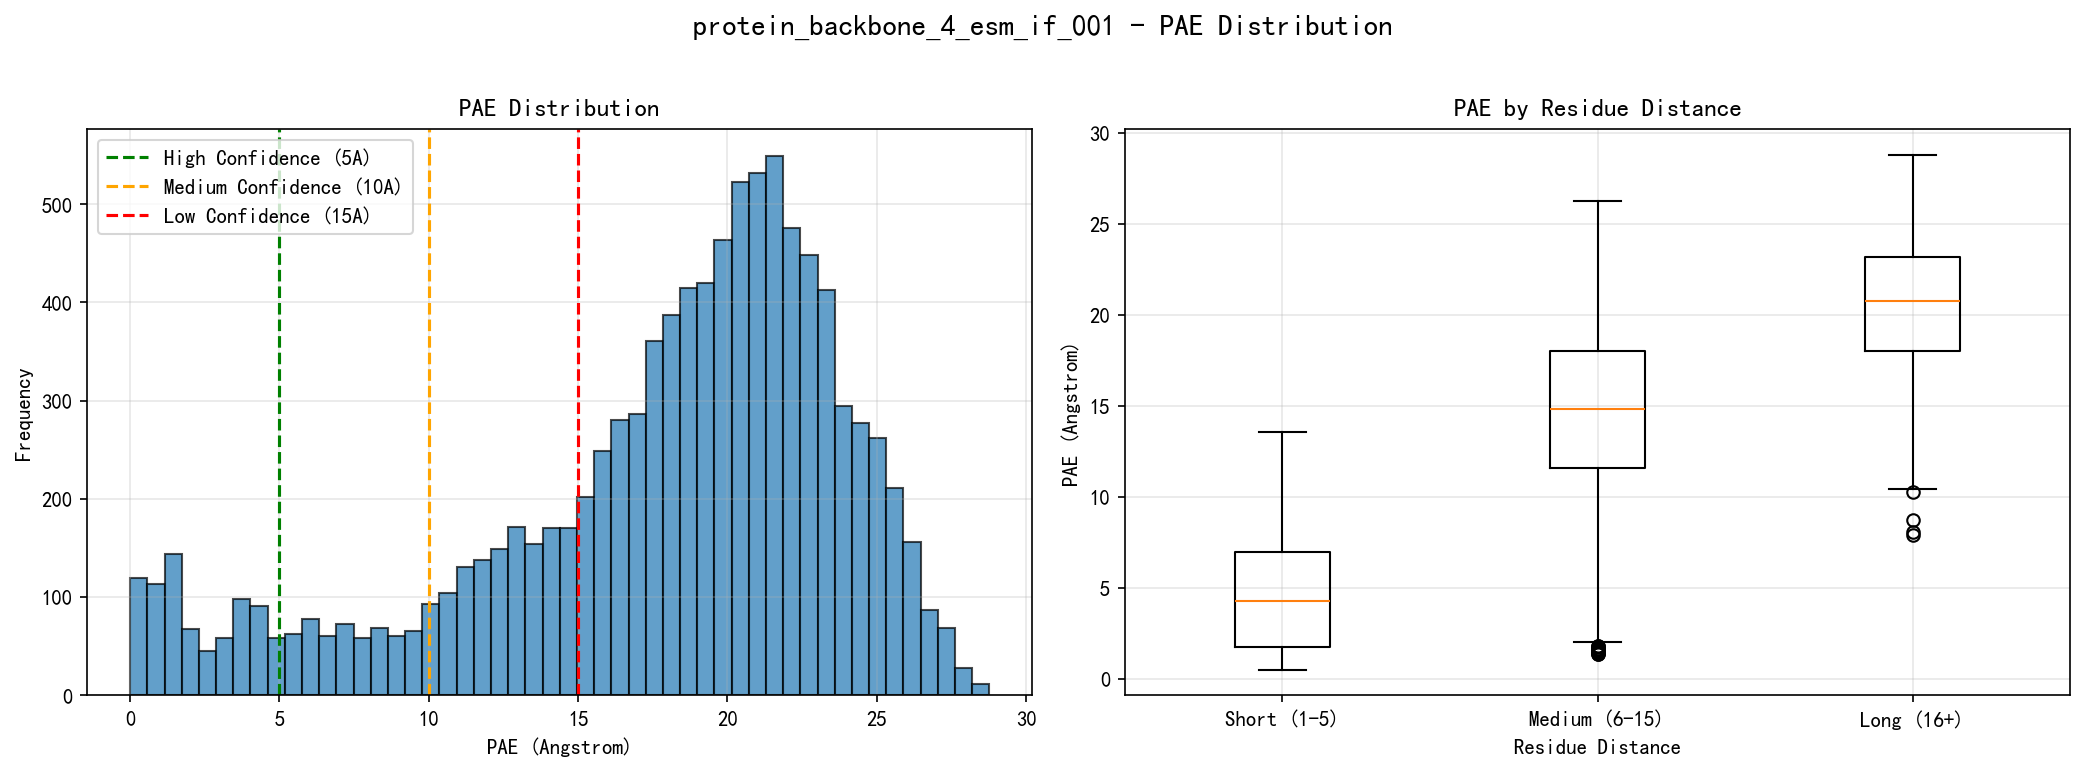 protein_backbone_4_esm_if_001 - PAE Distribution
PAE Distribution
High Confidence (5A)
Medium Confidence (10A)
Low Confidence (15A)
Frequency
500
400
300
200
100
0
0 5 10 15 20 25 30
PAE (Angstrom)
PAE by Residue Distance
PAE (Angstrom)
30
25
20
15
10
5
0
Short (1-5) Medium (6-15) Long (16+)
Residue Distance